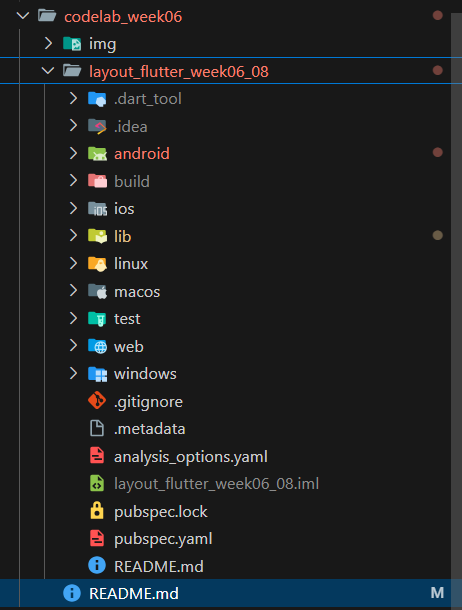 codelab_week06
img
layout_flutter_week06_08
.dart_tool
.idea
android
build
ios
lib
linux
macos
test
web
windows
.gitignore
.metadata
analysis_options.yaml
layout_flutter_week06_08.iml
pubspec.lock
pubspec.yaml
README.md
README.md M